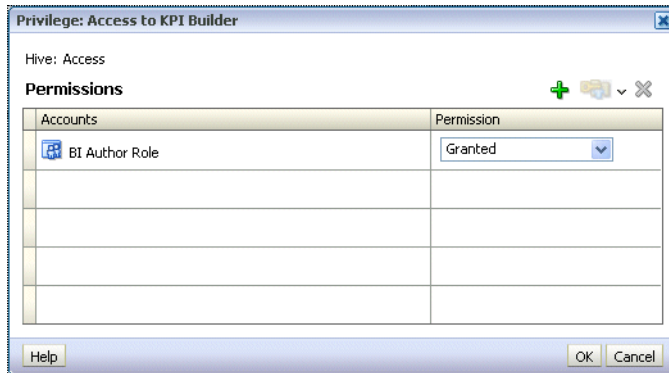 Privilege: Access to KPI Builder
Hive: Access
Permissions
Accounts Permission
BI Author Role Granted
Help OK Cancel